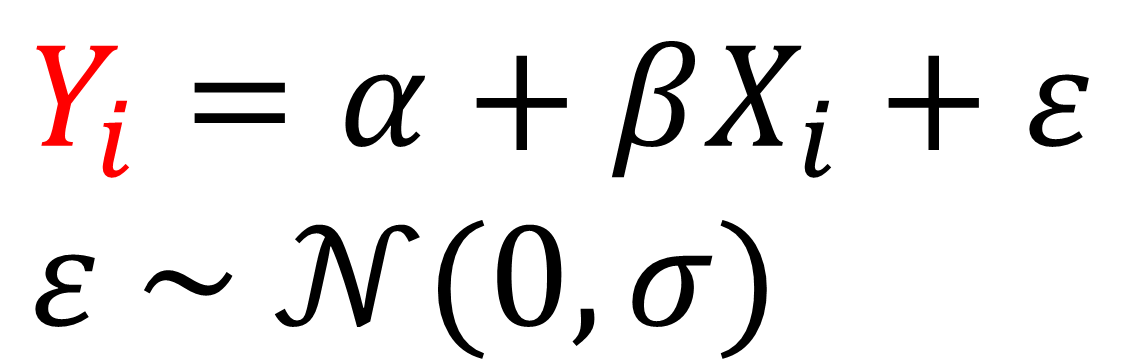 Yᵢ = α + βXᵢ + ε
ε ~ 𝒩(0, σ)